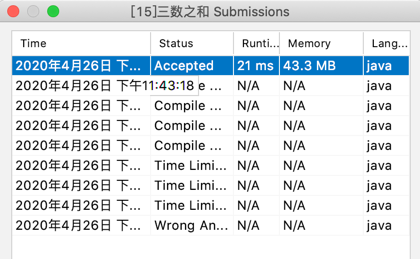 [15]三数之和 Submissions
Time Status Runti... Memory Lang...
2020年4月26日 下... Accepted 21 ms 43.3 MB java
2020年4月26日 下午11:43:18 e ... N/A N/A java
2020年4月26日 下... Compile ... N/A N/A java
2020年4月26日 下... Compile ... N/A N/A java
2020年4月26日 下... Compile ... N/A N/A java
2020年4月26日 下... Time Limi... N/A N/A java
2020年4月26日 下... Time Limi... N/A N/A java
2020年4月26日 下... Time Limi... N/A N/A java
2020年4月26日 下... Wrong An... N/A N/A java